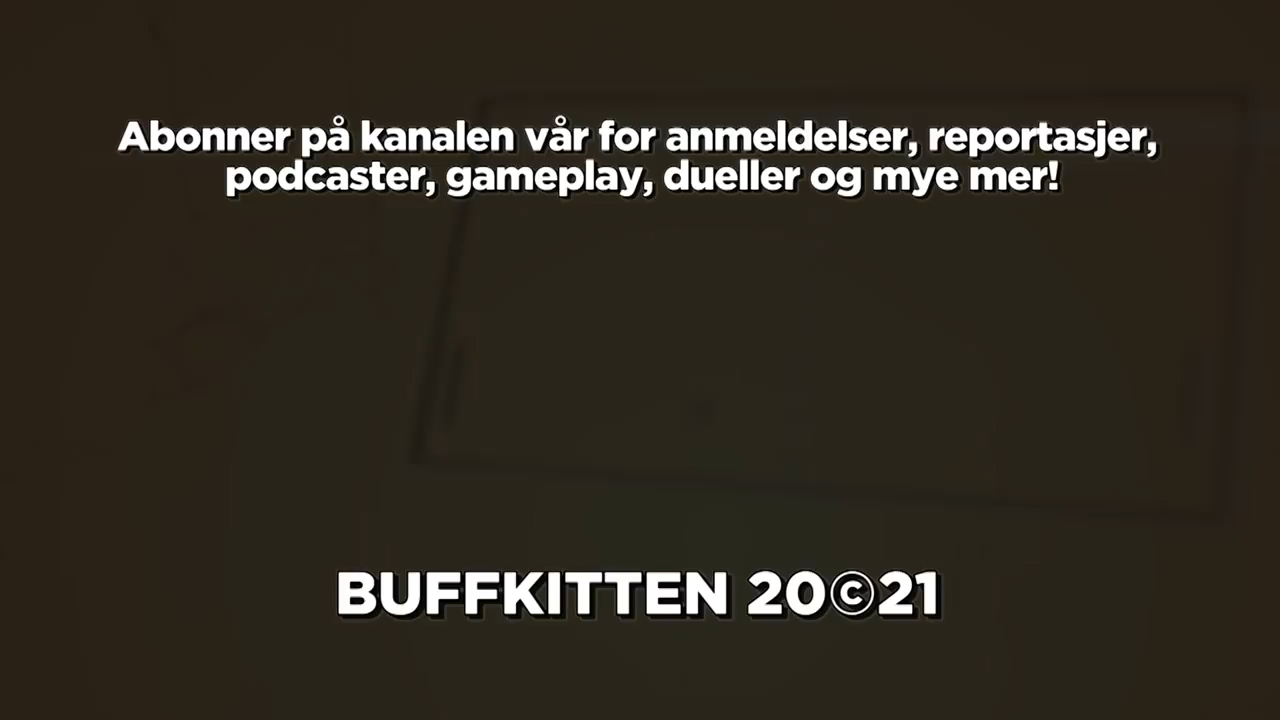 Abonner på kanalen vår for anmeldelser, reportasjer,
podcaster, gameplay, dueller og mye mer!
BUFFKITTEN 20©21